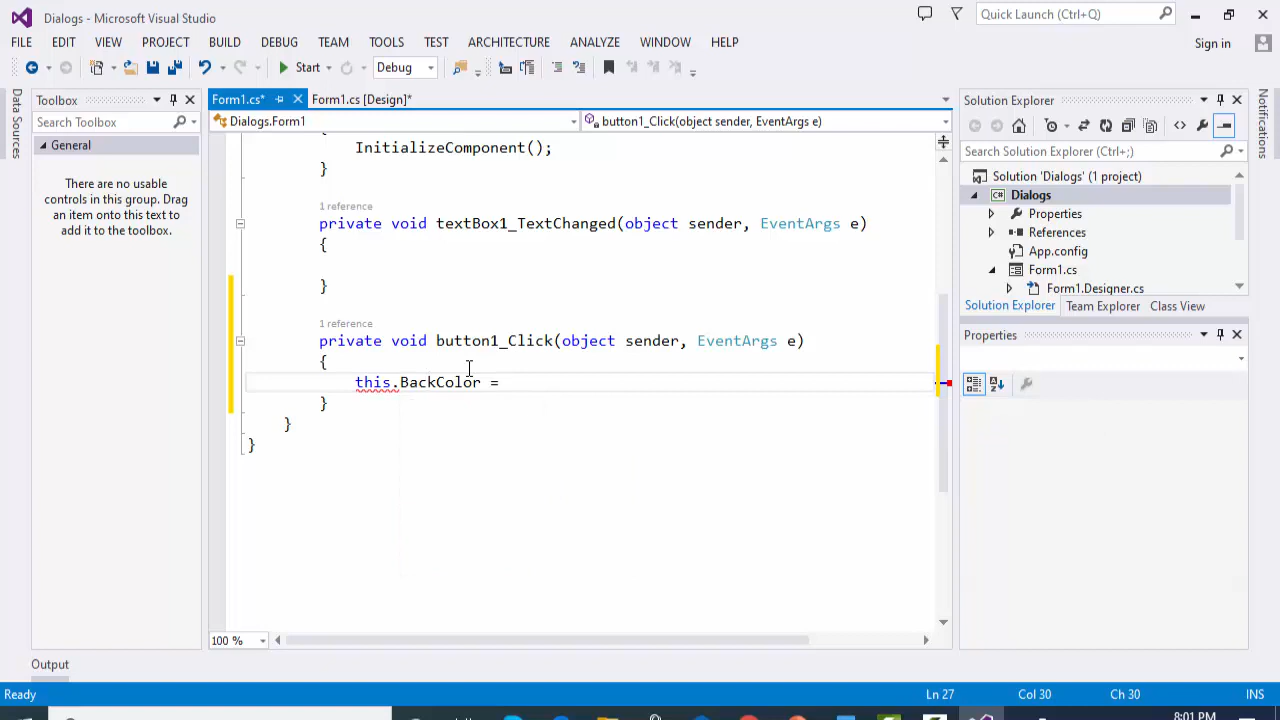 Dialogs - Microsoft Visual Studio
Quick Launch (Ctrl+Q)
FILE EDIT VIEW PROJECT BUILD DEBUG TEAM TOOLS TEST ARCHITECTURE ANALYZE WINDOW HELP
Sign in
Start
Debug
Data Sources
Toolbox
Search Toolbox
General
There are no usable
controls in this group. Drag
an item onto this text to
add it to the toolbox.
Form1.cs*
Form1.cs [Design]*
Dialogs.Form1
button1_Click(object sender, EventArgs e)
{
InitializeComponent();
}
1 reference
private void textBox1_TextChanged(object sender, EventArgs e)
{
}
1 reference
private void button1_Click(object sender, EventArgs e)
{
this.BackColor =
}
}
}
100 %
Solution Explorer
Search Solution Explorer (Ctrl+;)
Solution 'Dialogs' (1 project)
C#
Dialogs
Properties
References
App.config
Form1.cs
Form1.Designer.cs
Solution Explorer Team Explorer Class View
Properties
Notifications
Output
Ready
Ln 27
Col 30
Ch 30
INS
8:01 PM